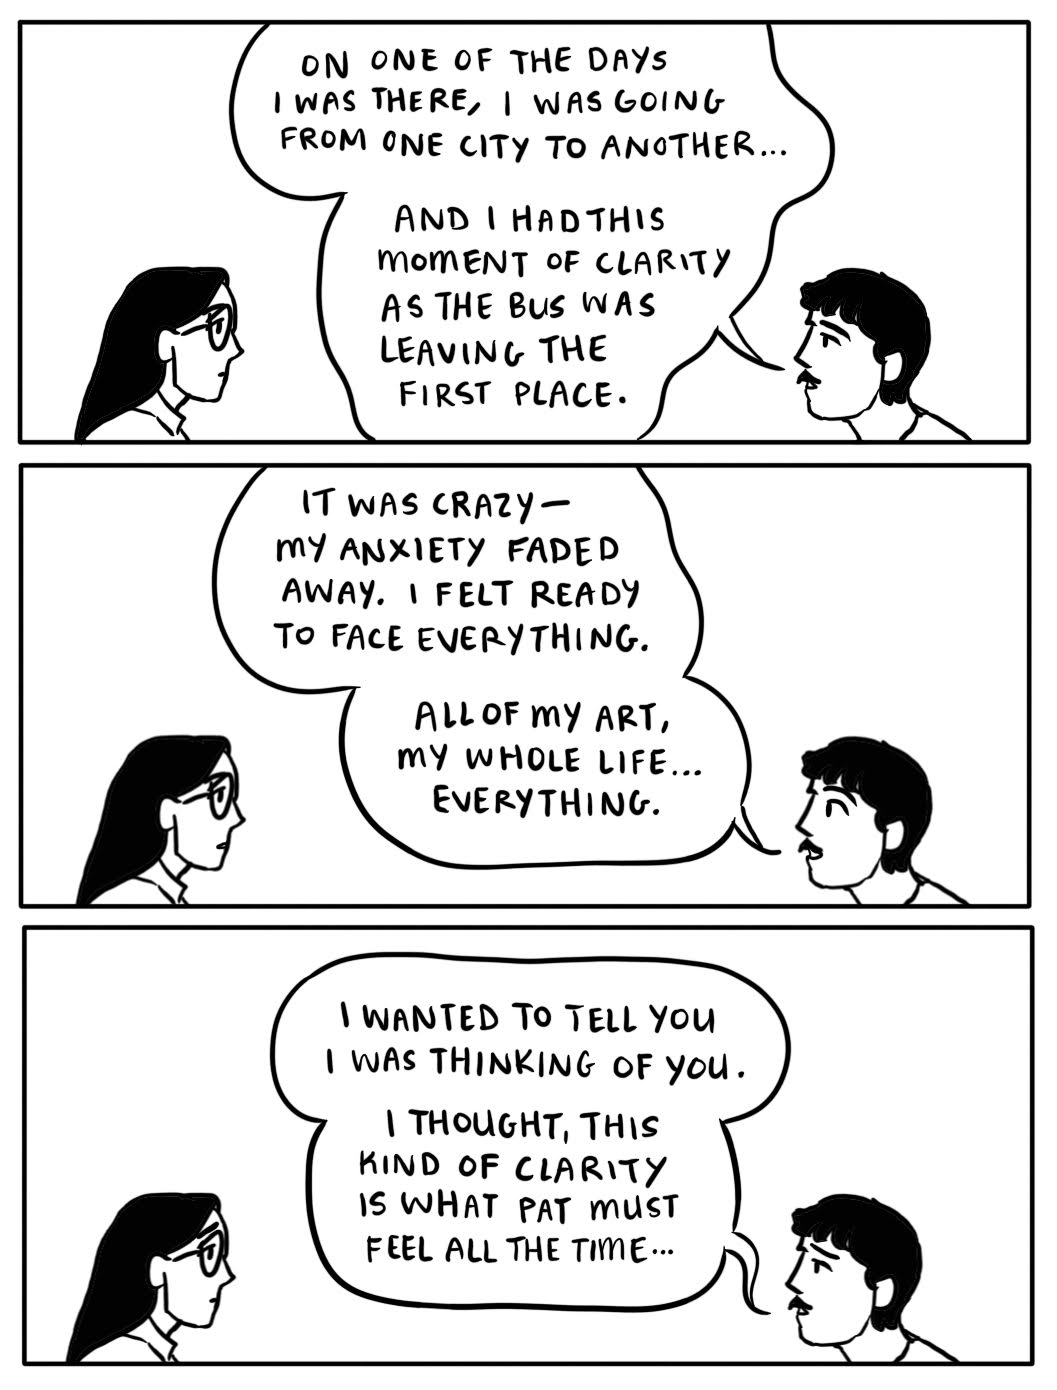 ON ONE OF THE DAYS
I WAS THERE, I WAS GOING
FROM ONE CITY TO ANOTHER...
AND I HAD THIS
MOMENT OF CLARITY
AS THE BUS WAS
LEAVING THE
FIRST PLACE.
IT WAS CRAZY—
MY ANXIETY FADED
AWAY. I FELT READY
TO FACE EVERYTHING.
ALL OF MY ART,
MY WHOLE LIFE...
EVERYTHING.
I WANTED TO TELL YOU
I WAS THINKING OF YOU.
I THOUGHT, THIS
KIND OF CLARITY
IS WHAT PAT MUST
FEEL ALL THE TIME...